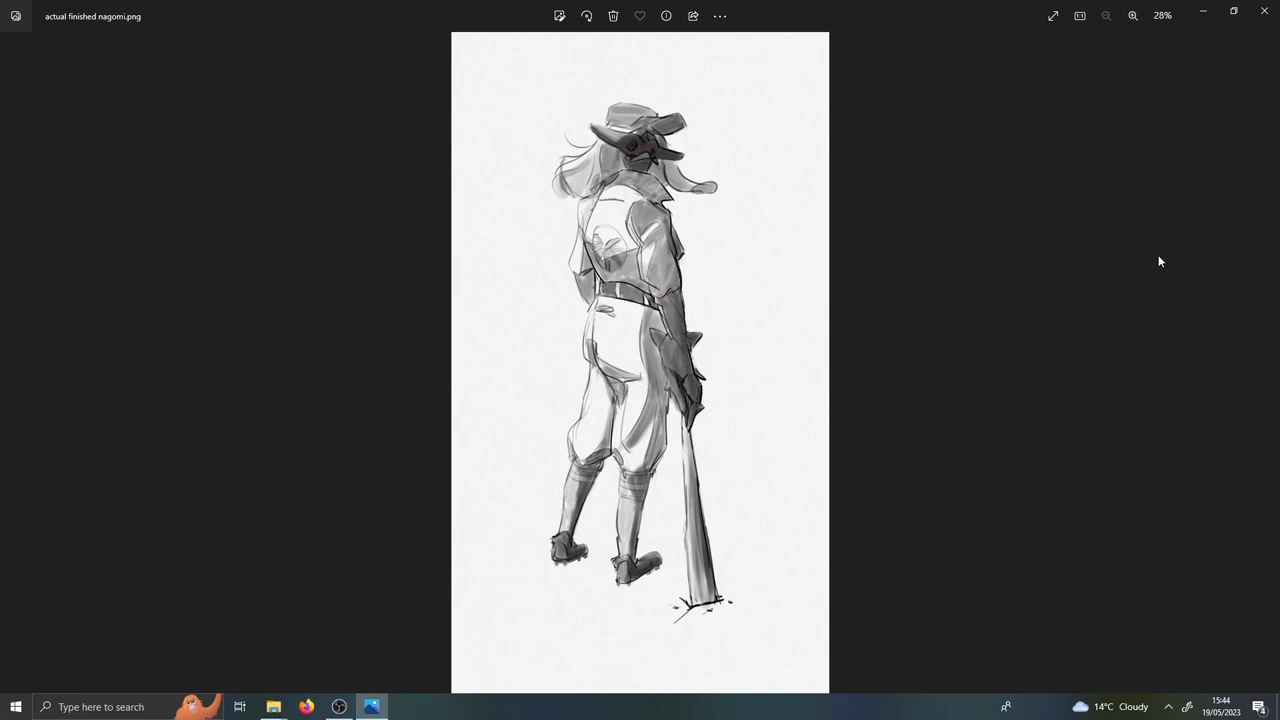 actual finished nagomi.png
28%
Type here to search
14°C Cloudy
15:44
19/05/2023